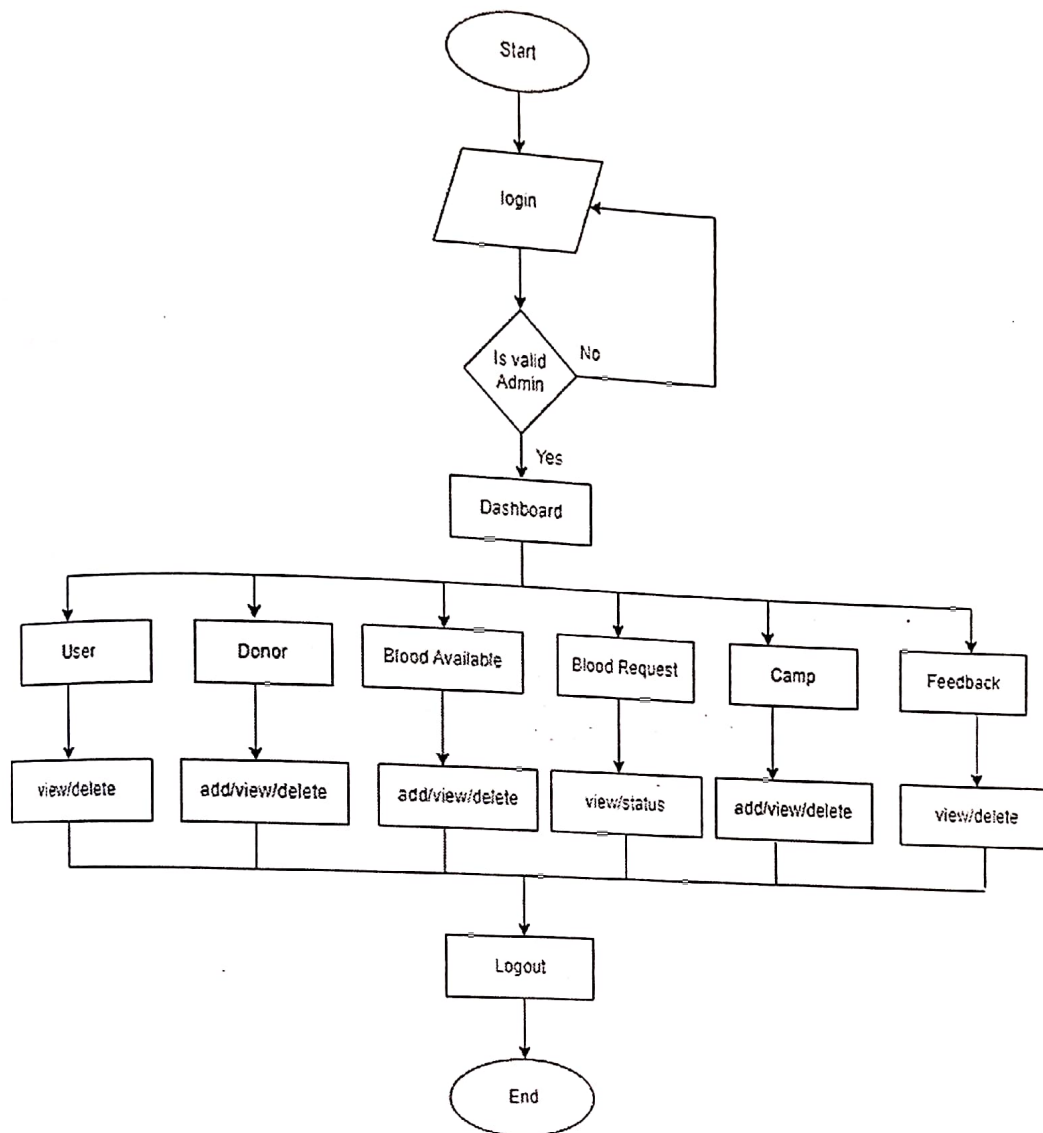 Start
login
Is valid
Admin
No
Yes
Dashboard
User
Donor
Blood Available
Blood Request
Camp
Feedback
view/delete
add/view/delete
add/view/delete
view/status
add/view/delete
view/delete
Logout
End